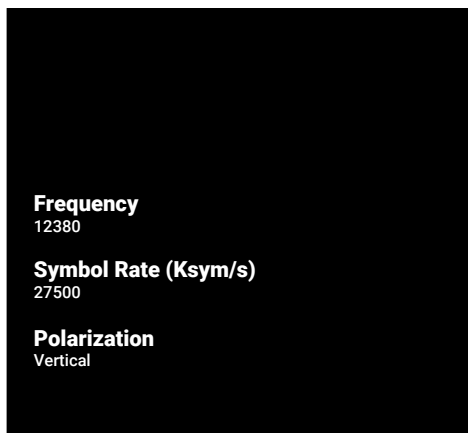 Frequency
12380
Symbol Rate (Ksym/s)
27500
Polarization
Vertical